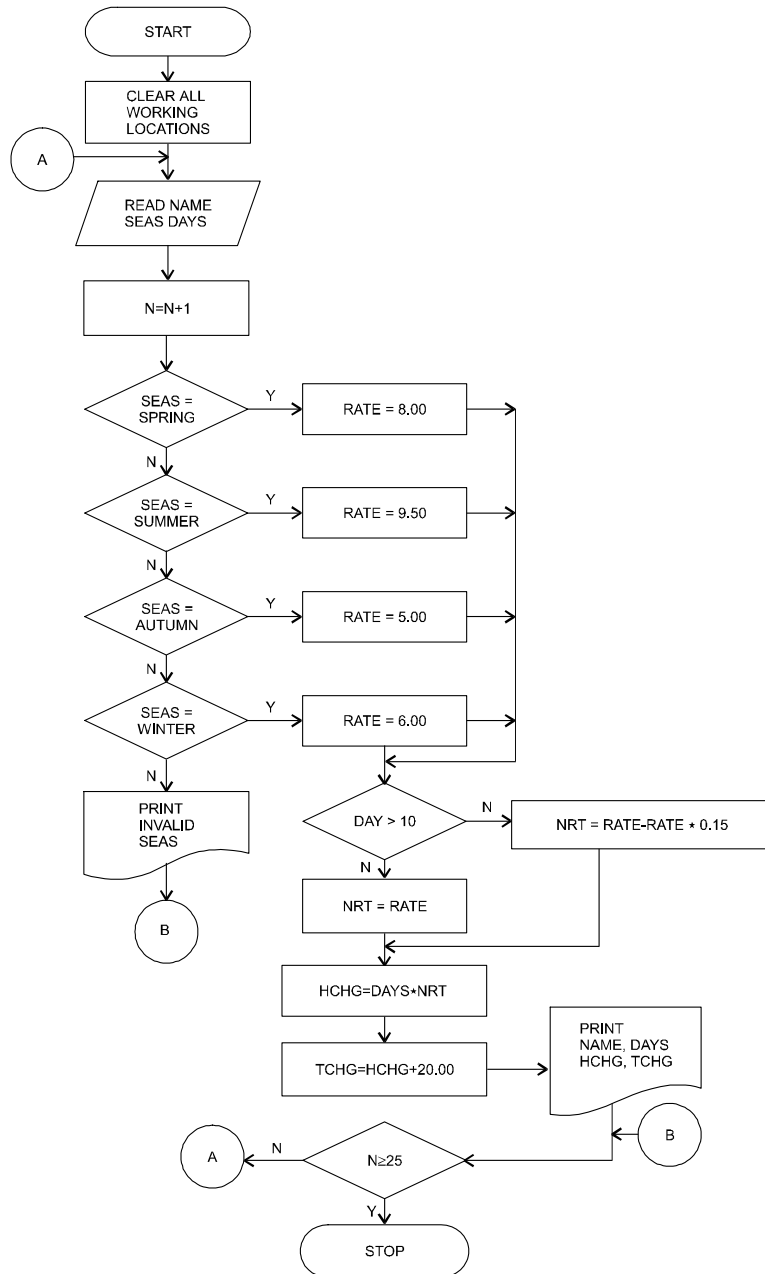 START
CLEAR ALL
WORKING
LOCATIONS
A
READ NAME
SEAS DAYS
N=N+1
SEAS =
SPRING
Y
RATE = 8.00
N
SEAS =
SUMMER
Y
RATE = 9.50
N
SEAS =
AUTUMN
Y
RATE = 5.00
N
SEAS =
WINTER
Y
RATE = 6.00
N
PRINT
INVALID
SEAS
B
DAY > 10
N
NRT = RATE-RATE * 0.15
N
NRT = RATE
HCHG=DAYS*NRT
TCHG=HCHG+20.00
PRINT
NAME, DAYS
HCHG, TCHG
B
N≥25
N
A
Y
STOP